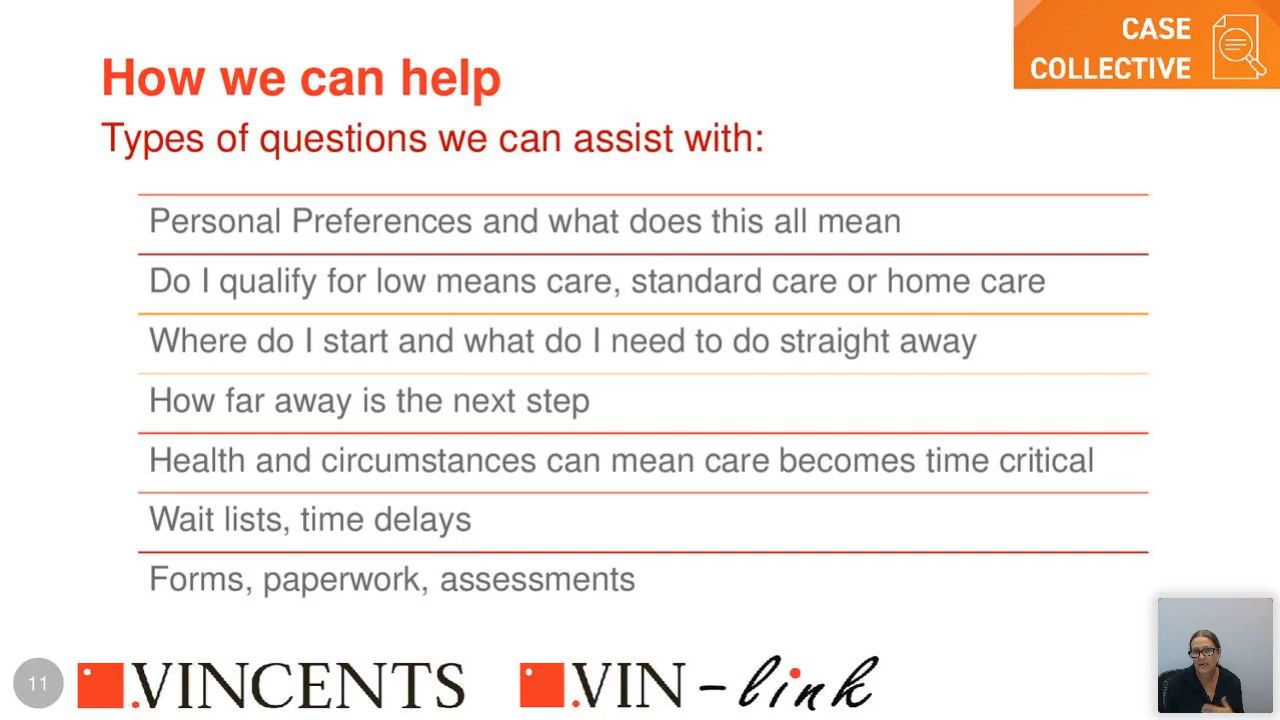 CASE
COLLECTIVE
How we can help
Types of questions we can assist with:
Personal Preferences and what does this all mean
Do I qualify for low means care, standard care or home care
Where do I start and what do I need to do straight away
How far away is the next step
Health and circumstances can mean care becomes time critical
Wait lists, time delays
Forms, paperwork, assessments
11
.VINCENTS
.VIN-link